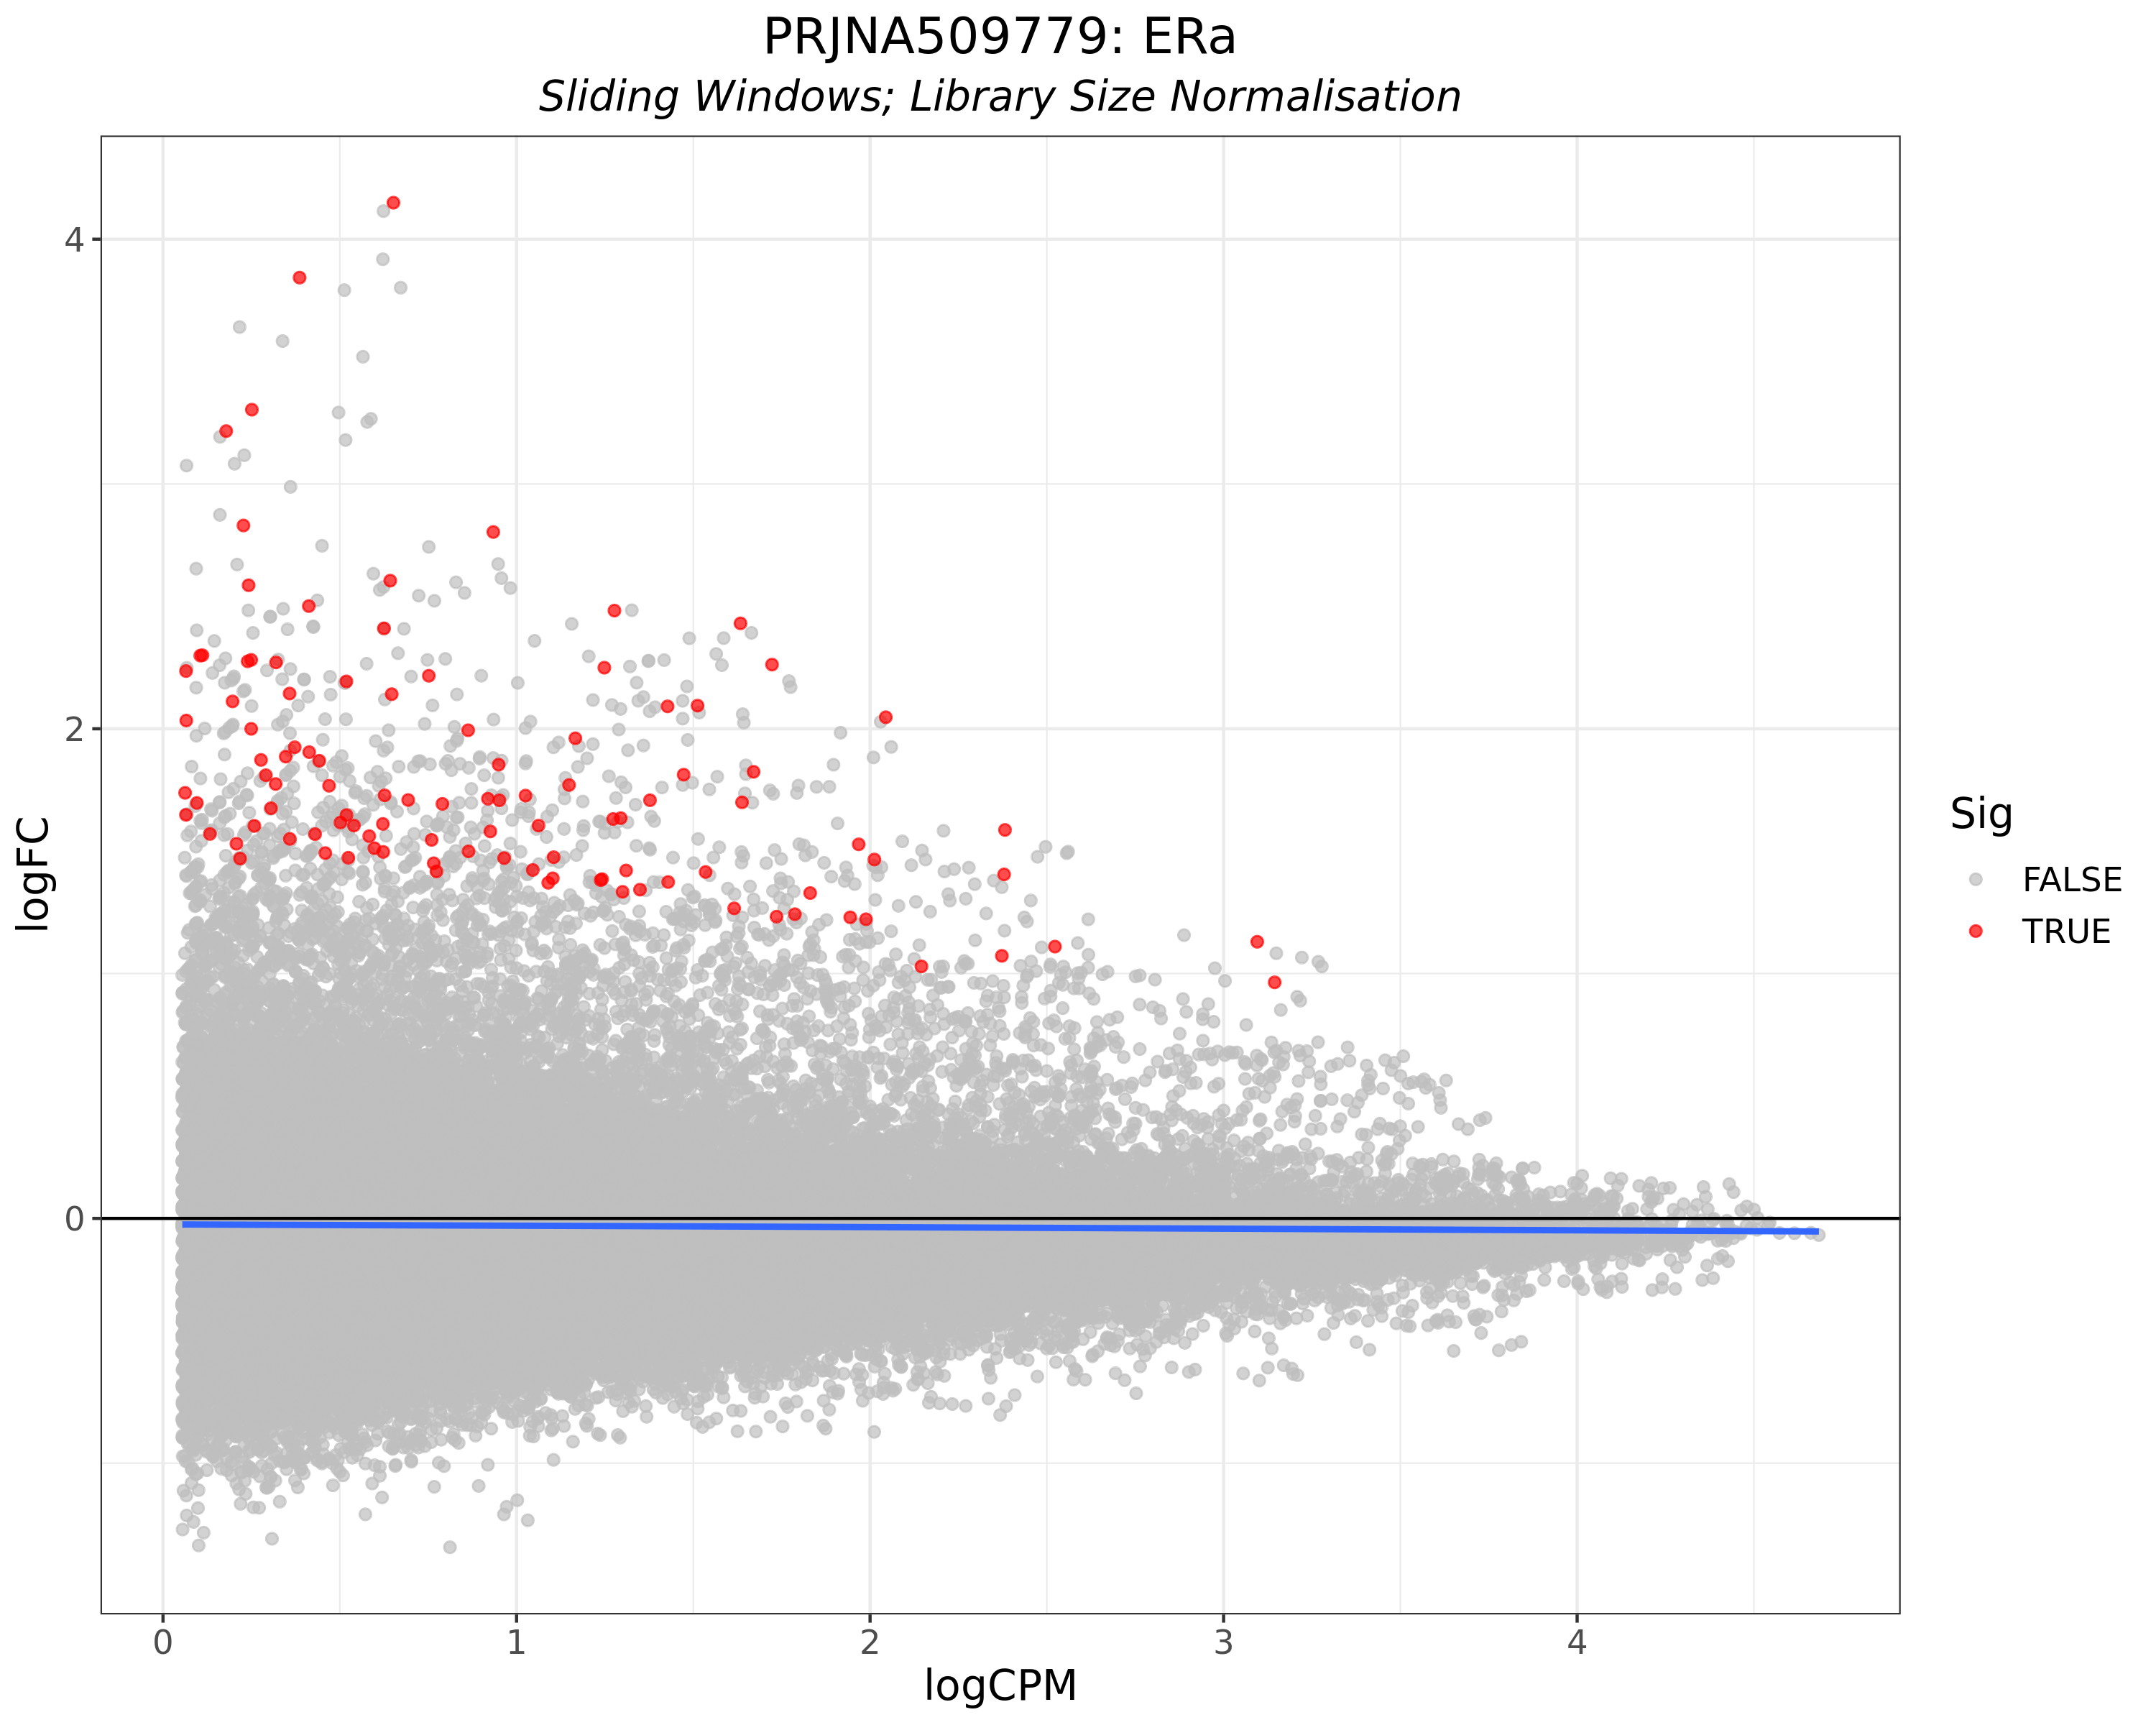 PRJNA509779: ERa
Sliding Windows; Library Size Normalisation
4
2
0
logFC
0
1
2
3
4
logCPM
Sig
FALSE
TRUE